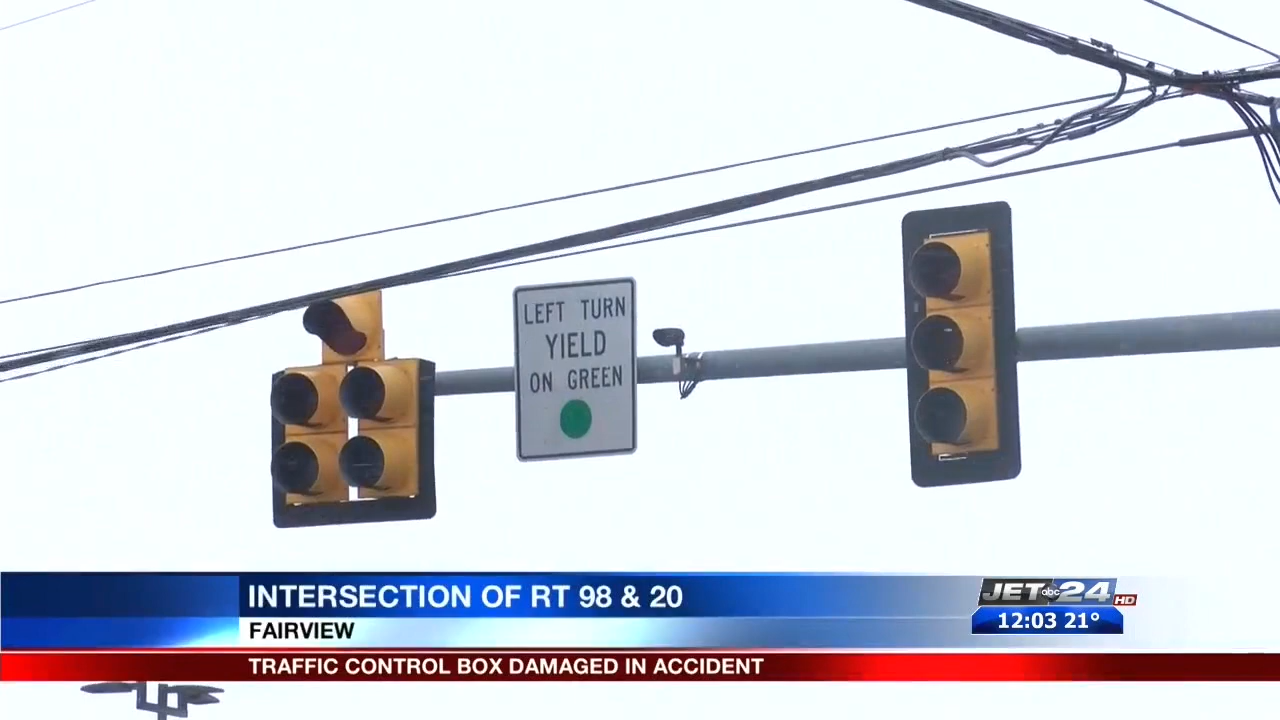 LEFT TURN
YIELD
ON GREEN
INTERSECTION OF RT 98 & 20
FAIRVIEW
TRAFFIC CONTROL BOX DAMAGED IN ACCIDENT
JET abc 24 HD
12:03 21°